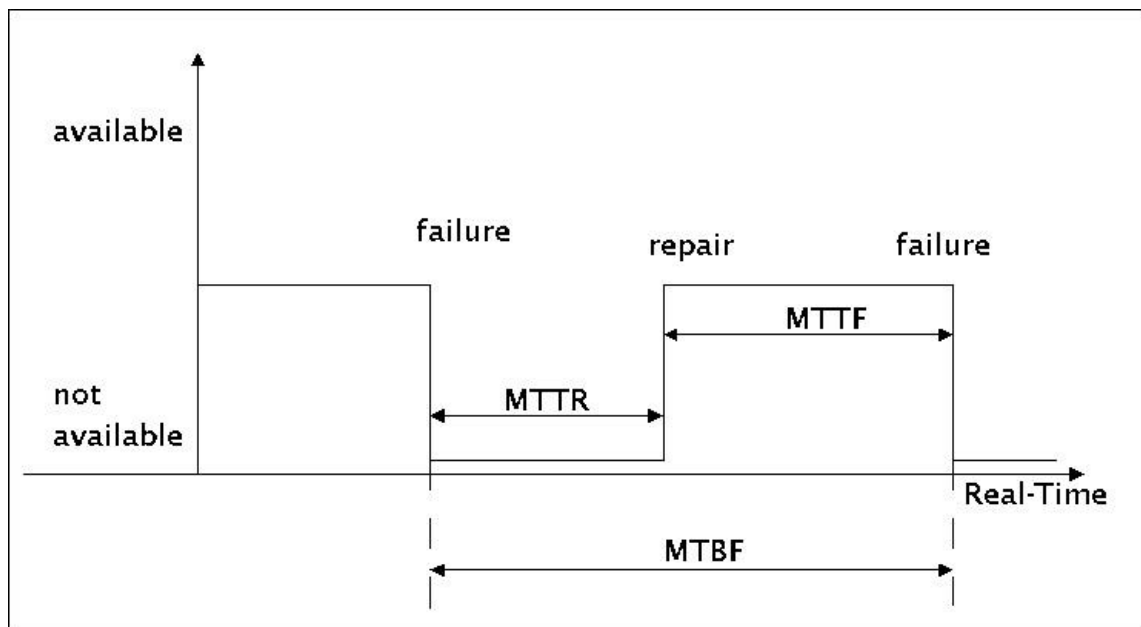 available
failure
repair
failure
MTTF
not
available
MTTR
Real-Time
MTBF